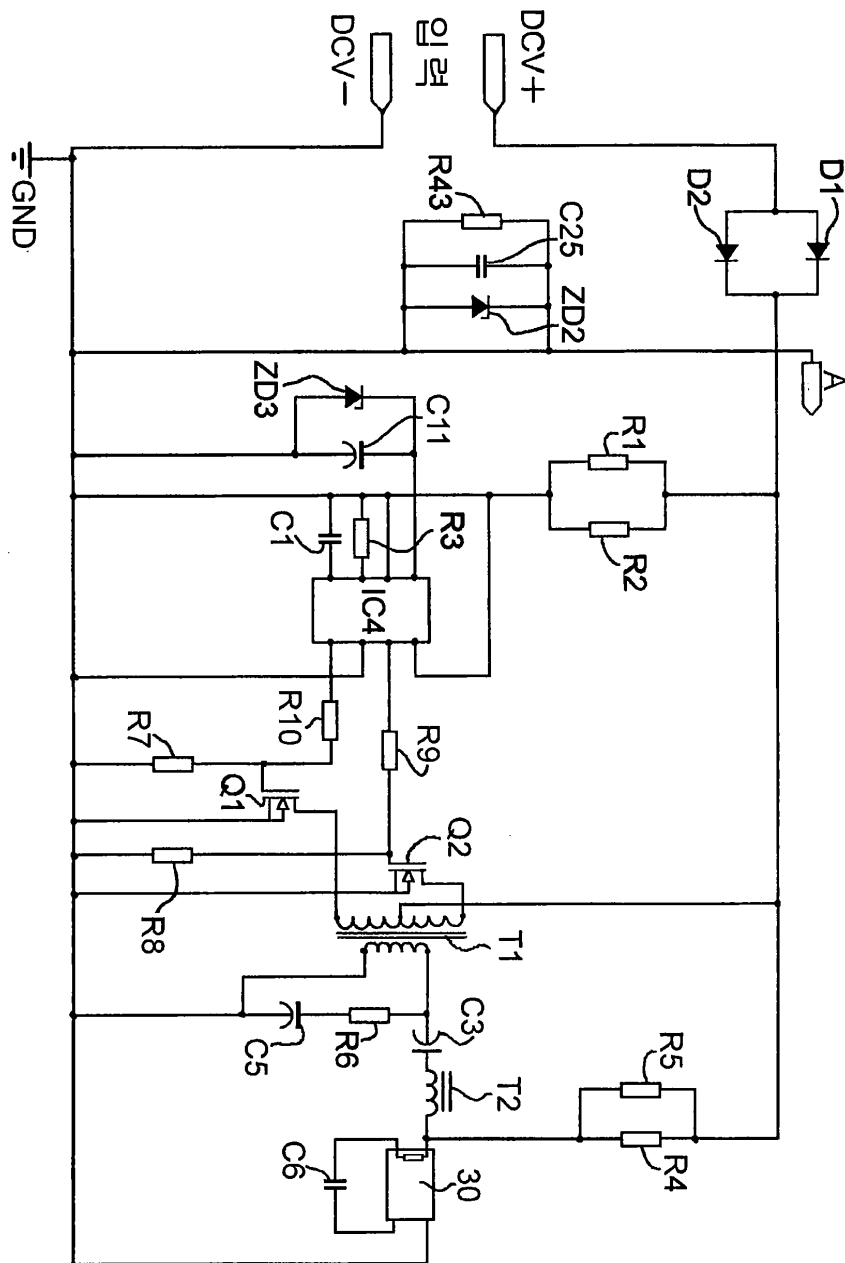 DCV+
입력
DCV-
GND
D1
D2
A
R43
C25
ZD2
ZD3
C11
R1
R2
R3
C1
IC4
R10
R9
R7
Q1
Q2
R8
T1
C5
R6
C3
T2
R5
R4
C6
30